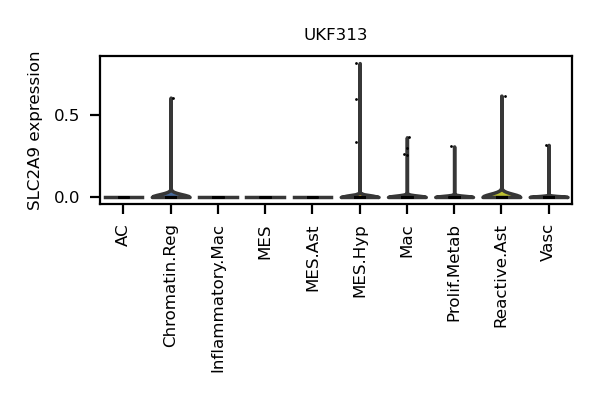 UKF313
SLC2A9 expression
0.5
0.0
AC
Chromatin.Reg
Inflammatory.Mac
MES
MES.Ast
MES.Hyp
Mac
Prolif.Metab
Reactive.Ast
Vasc